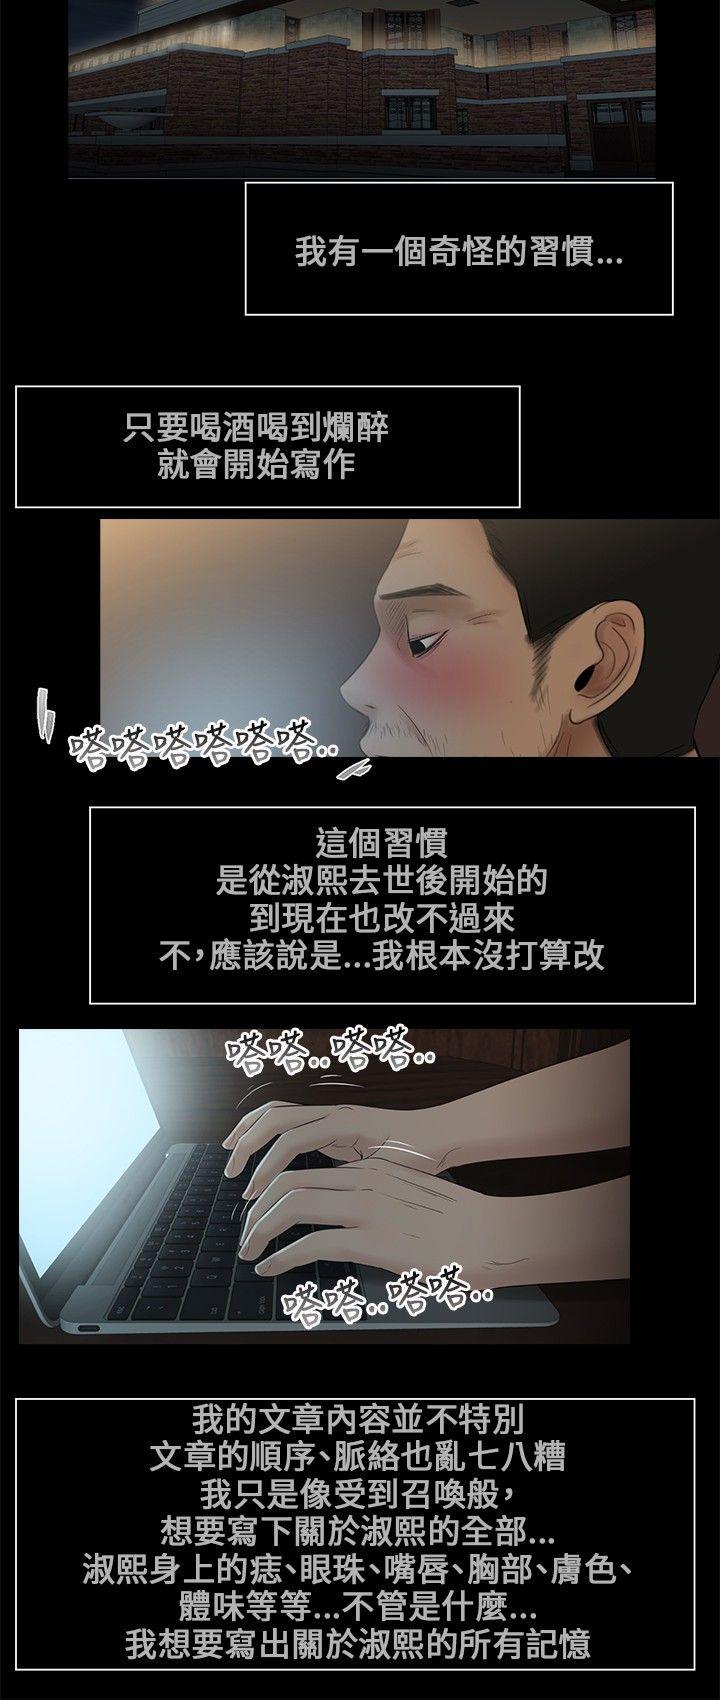 我有一個奇怪的習慣...
只要喝酒喝到爛醉
就會開始寫作
嗒嗒嗒嗒嗒嗒..
這個習慣
是從淑熙去世後開始的
到現在也改不過來
不，應該說是...我根本沒打算改
嗒嗒..嗒嗒..
嗒嗒..嗒嗒..
我的文章內容並不特別
文章的順序、脈絡也亂七八糟
我只是像受到召喚般，
想要寫下關於淑熙的全部...
淑熙身上的痣、眼珠、嘴唇、胸部、膚色、
體味等等...不管是什麼...
我想要寫出關於淑熙的所有記憶